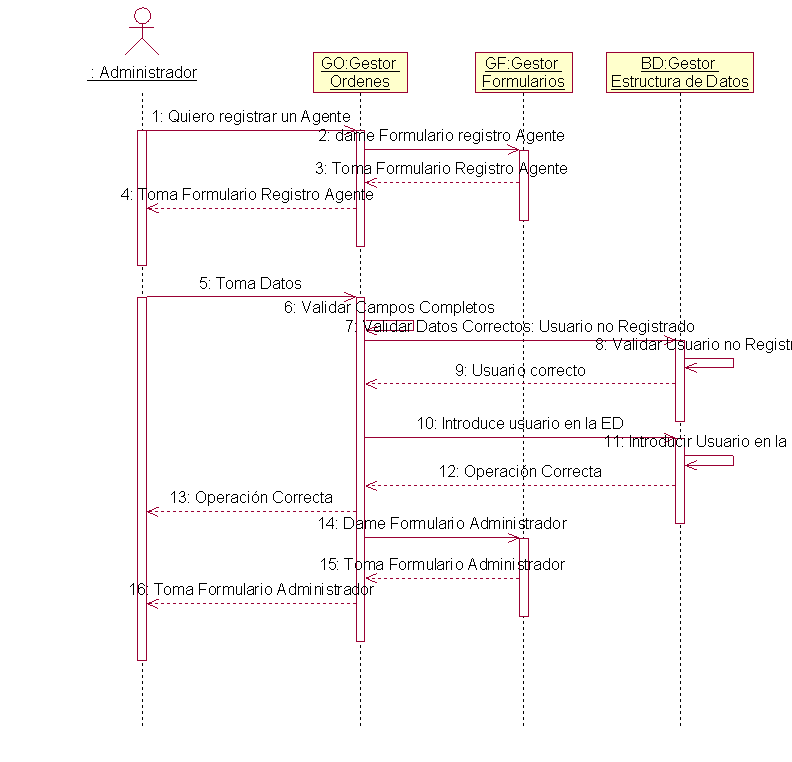 : Administrador
GO:Gestor
Ordenes
GF:Gestor
Formularios
BD:Gestor
Estructura de Datos
1: Quiero registrar un Agente
2: dame Formulario registro Agente
3: Toma Formulario Registro Agente
4: Toma Formulario Registro Agente
5: Toma Datos
6: Validar Campos Completos
7: Validar Datos Correctos: Usuario no Registrado
8: Validar Usuario no Registr
9: Usuario correcto
10: Introduce usuario en la ED
11: Introducir Usuario en la
12: Operación Correcta
13: Operación Correcta
14: Dame Formulario Administrador
15: Toma Formulario Administrador
16: Toma Formulario Administrador